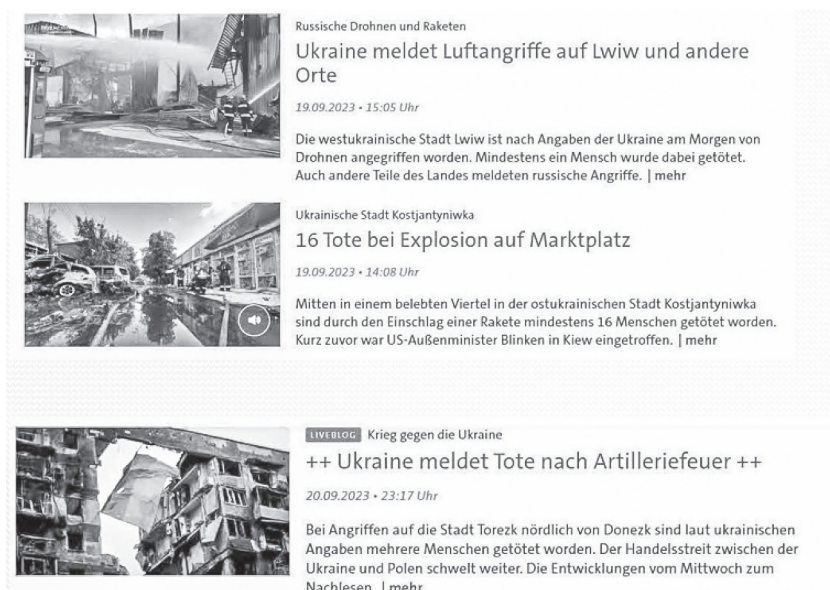 Russische Drohnen und Raketen
Ukraine meldet Luftangriffe auf Lwiw und andere
Orte
19.09.2023 • 15:05 Uhr
Die westukrainische Stadt Lwiw ist nach Angaben der Ukraine am Morgen von
Drohnen angegriffen worden. Mindestens ein Mensch wurde dabei getötet.
Auch andere Teile des Landes meldeten russische Angriffe. | mehr
Ukrainische Stadt Kostjantyniwka
16 Tote bei Explosion auf Marktplatz
19.09.2023 • 14:08 Uhr
Mitten in einem belebten Viertel in der ostukrainischen Stadt Kostjantyniwka
sind durch den Einschlag einer Rakete mindestens 16 Menschen getötet worden.
Kurz zuvor war US-Außenminister Blinken in Kiew eingetroffen. | mehr
LIVEBLOG Krieg gegen die Ukraine
++ Ukraine meldet Tote nach Artilleriefeuer ++
20.09.2023 • 23:17 Uhr
Bei Angriffen auf die Stadt Torezk nördlich von Donezk sind laut ukrainischen
Angaben mehrere Menschen getötet worden. Der Handelsstreit zwischen der
Ukraine und Polen schwelt weiter. Die Entwicklungen vom Mittwoch zum
Nachlesen. | mehr